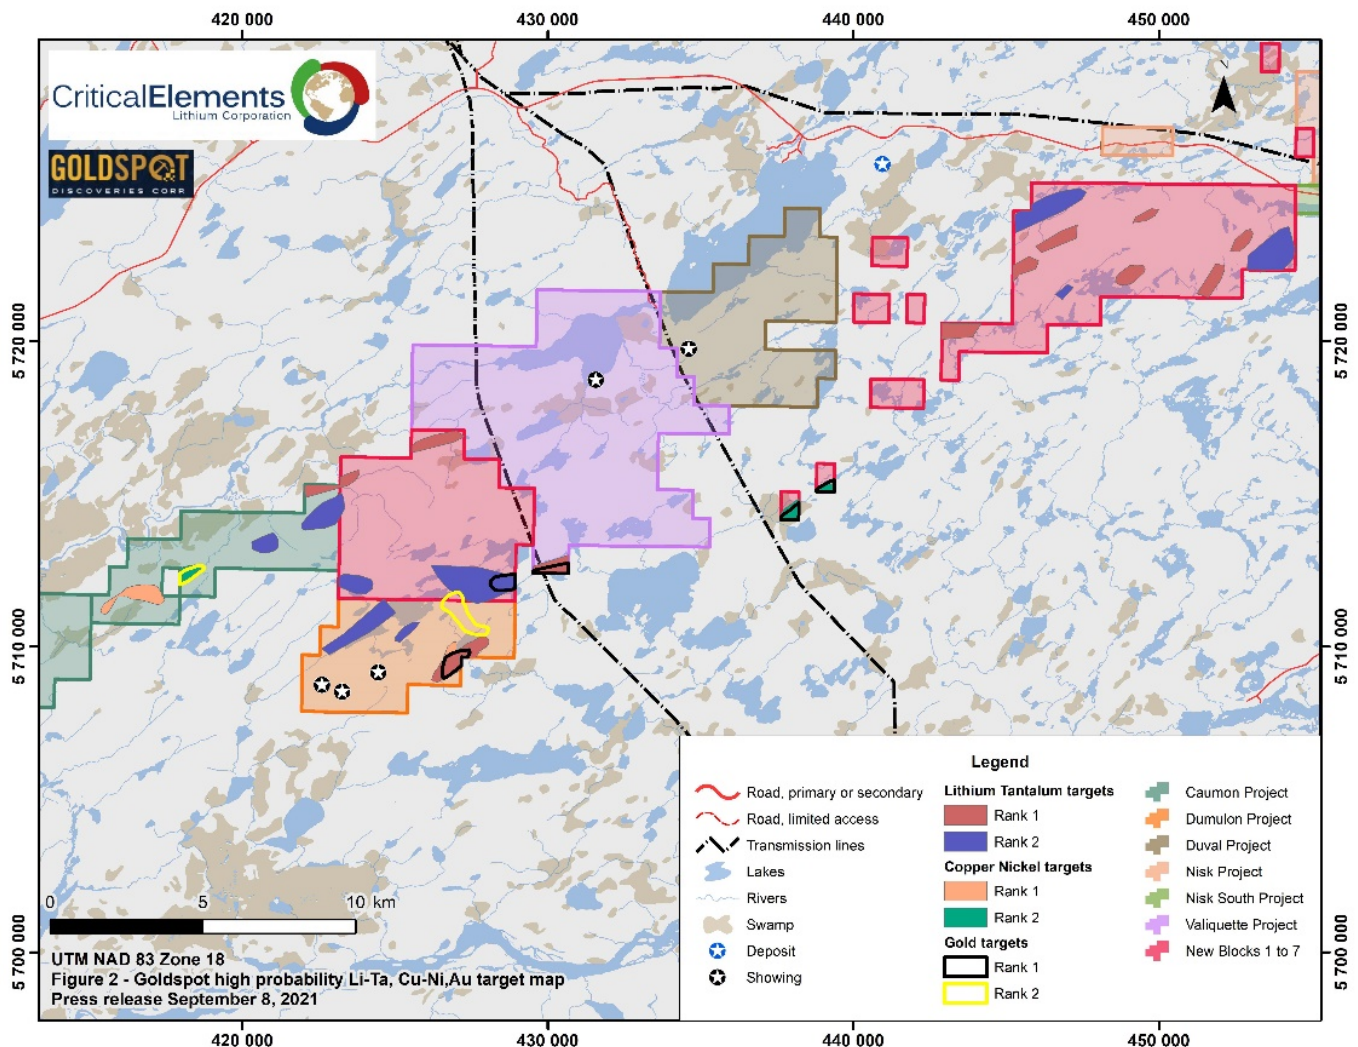 420 000
430 000
440 000
450 000
N
CriticalElements
Lithium Corporation
GOLDSPOT
DISCOVERIES CORP.
5 720 000
5 720 000
5 710 000
5 710 000
5 700 000
5 700 000
0
5
10 km
UTM NAD 83 Zone 18
Figure 2 - Goldspot high probability Li-Ta, Cu-Ni,Au target map
Press release September 8, 2021
Legend
Road, primary or secondary
Road, limited access
Transmission lines
Lakes
Rivers
Swamp
Deposit
Showing
Lithium Tantalum targets
Rank 1
Rank 2
Copper Nickel targets
Rank 1
Rank 2
Gold targets
Rank 1
Rank 2
Caumon Project
Dumulon Project
Duval Project
Nisk Project
Nisk South Project
Valiquette Project
New Blocks 1 to 7
420 000
430 000
440 000
450 000